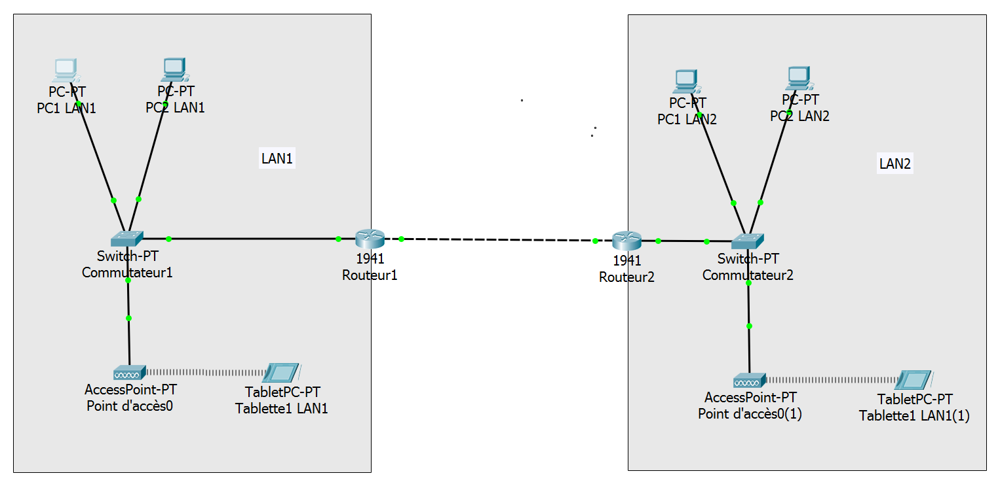 PC-PT
PC1 LAN1
PC-PT
PC2 LAN1
LAN1
Switch-PT
Commutateur1
1941
Routeur1
AccessPoint-PT
Point d'accès0
TabletPC-PT
Tablette1 LAN1
PC-PT
PC1 LAN2
PC-PT
PC2 LAN2
LAN2
1941
Routeur2
Switch-PT
Commutateur2
AccessPoint-PT
Point d'accès0(1)
TabletPC-PT
Tablette1 LAN1(1)